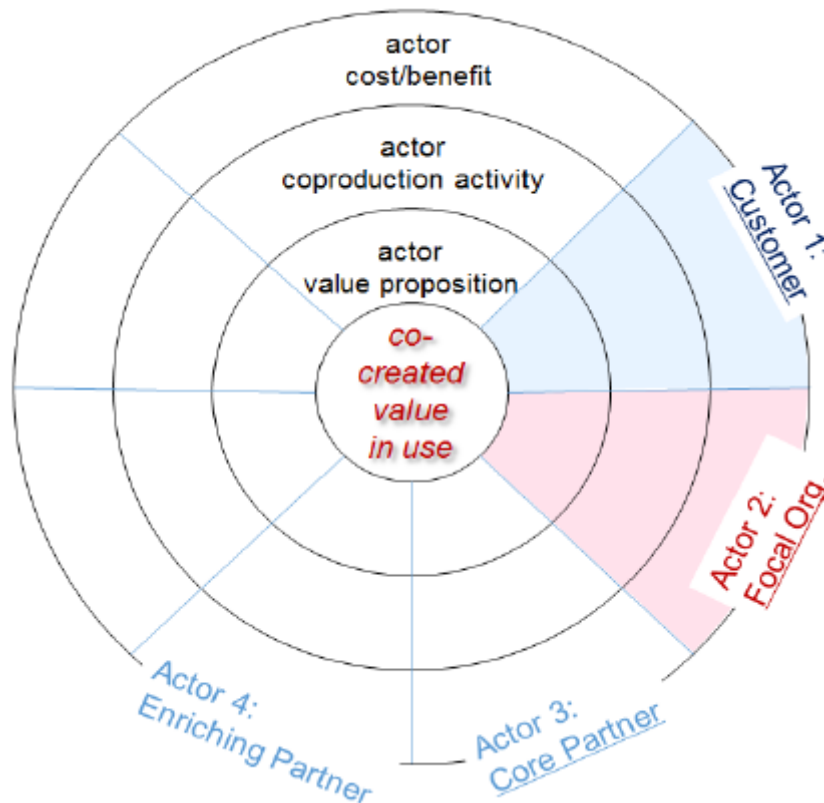 actor
cost/benefit
actor
coproduction activity
actor
value proposition
co-
created
value
in use
Actor 1:
Customer
Actor 2:
Focal Org.
Actor 3:
Core Partner
Actor 4:
Enriching Partner